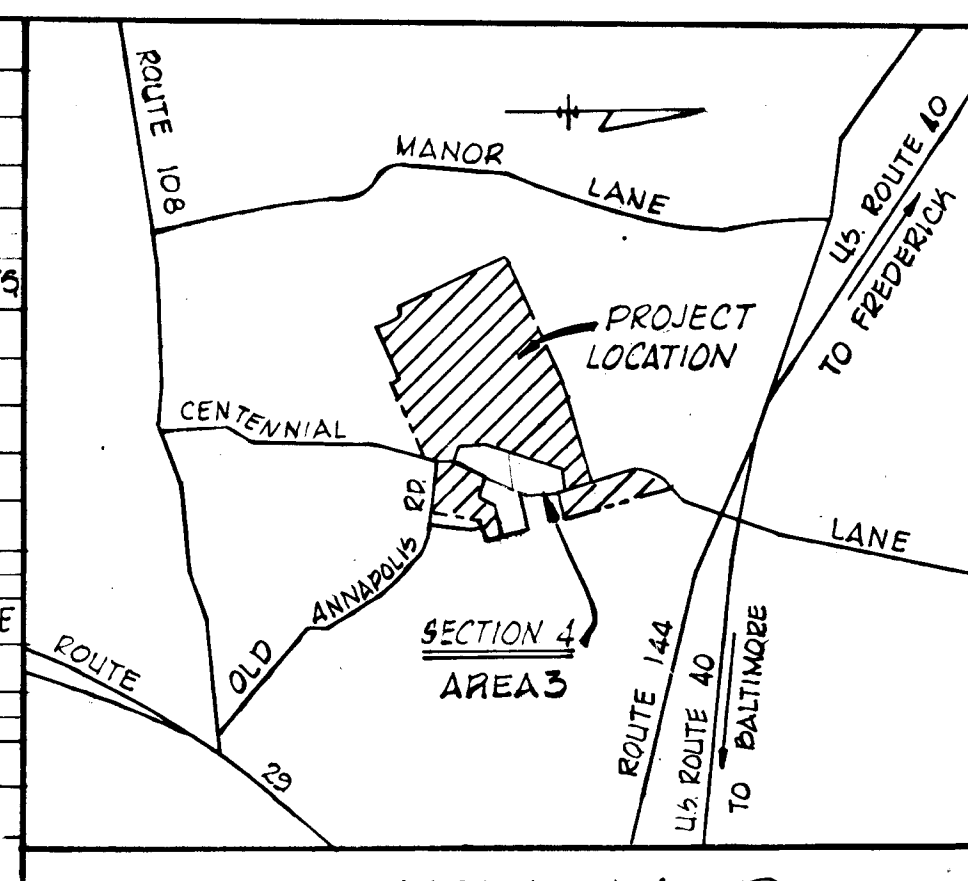 ROUTE 108
MANOR
LANE
U.S. ROUTE 40
TO FREDERICK
PROJECT
LOCATION
CENTENNIAL
RD.
OLD ANNAPOLIS
LANE
SECTION 4
AREA 3
ROUTE
29
ROUTE 144
U.S. ROUTE 40
TO BALTIMORE